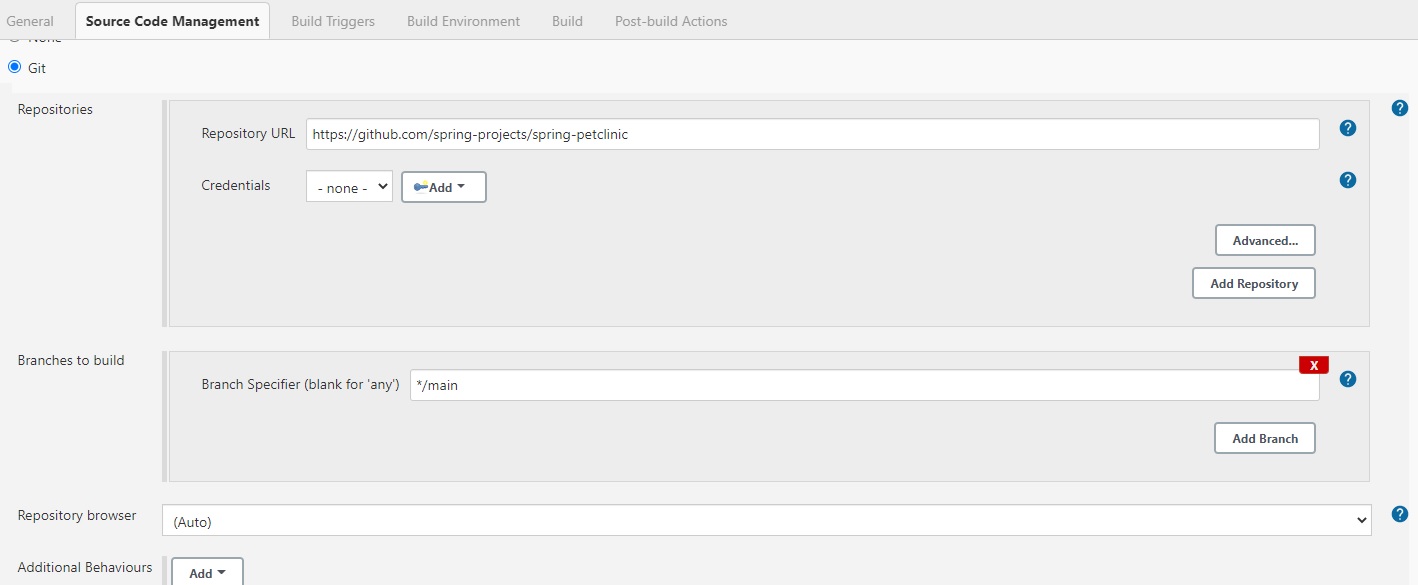 General Source Code Management Build Triggers Build Environment Build Post-build Actions
None
Git
Repositories ?
Repository URL https://github.com/spring-projects/spring-petclinic ?
Credentials - none - Add ?
Advanced...
Add Repository
Branches to build X
Branch Specifier (blank for 'any') */main ?
Add Branch
Repository browser (Auto) ?
Additional Behaviours Add